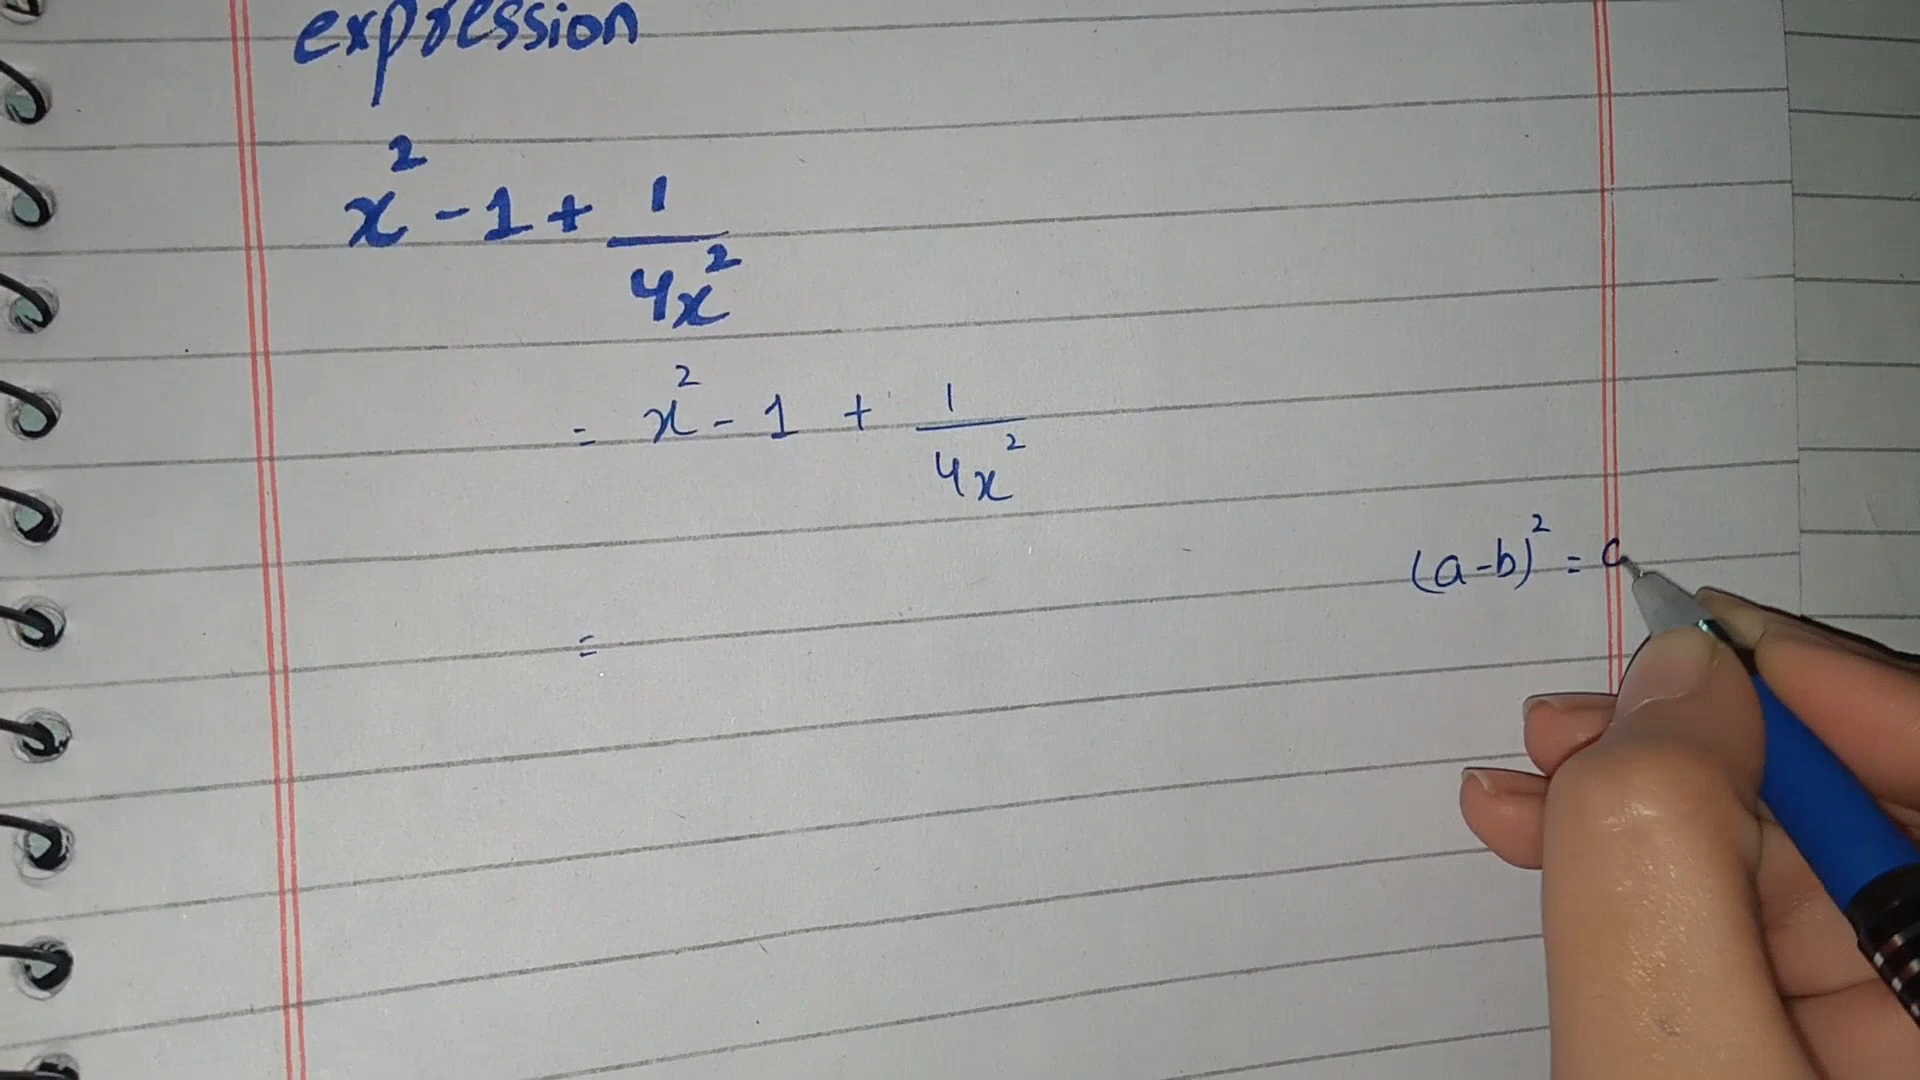 expression
x² - 1 + 1/4x²
= x² - 1 + 1/4x²
(a-b)² = a
=